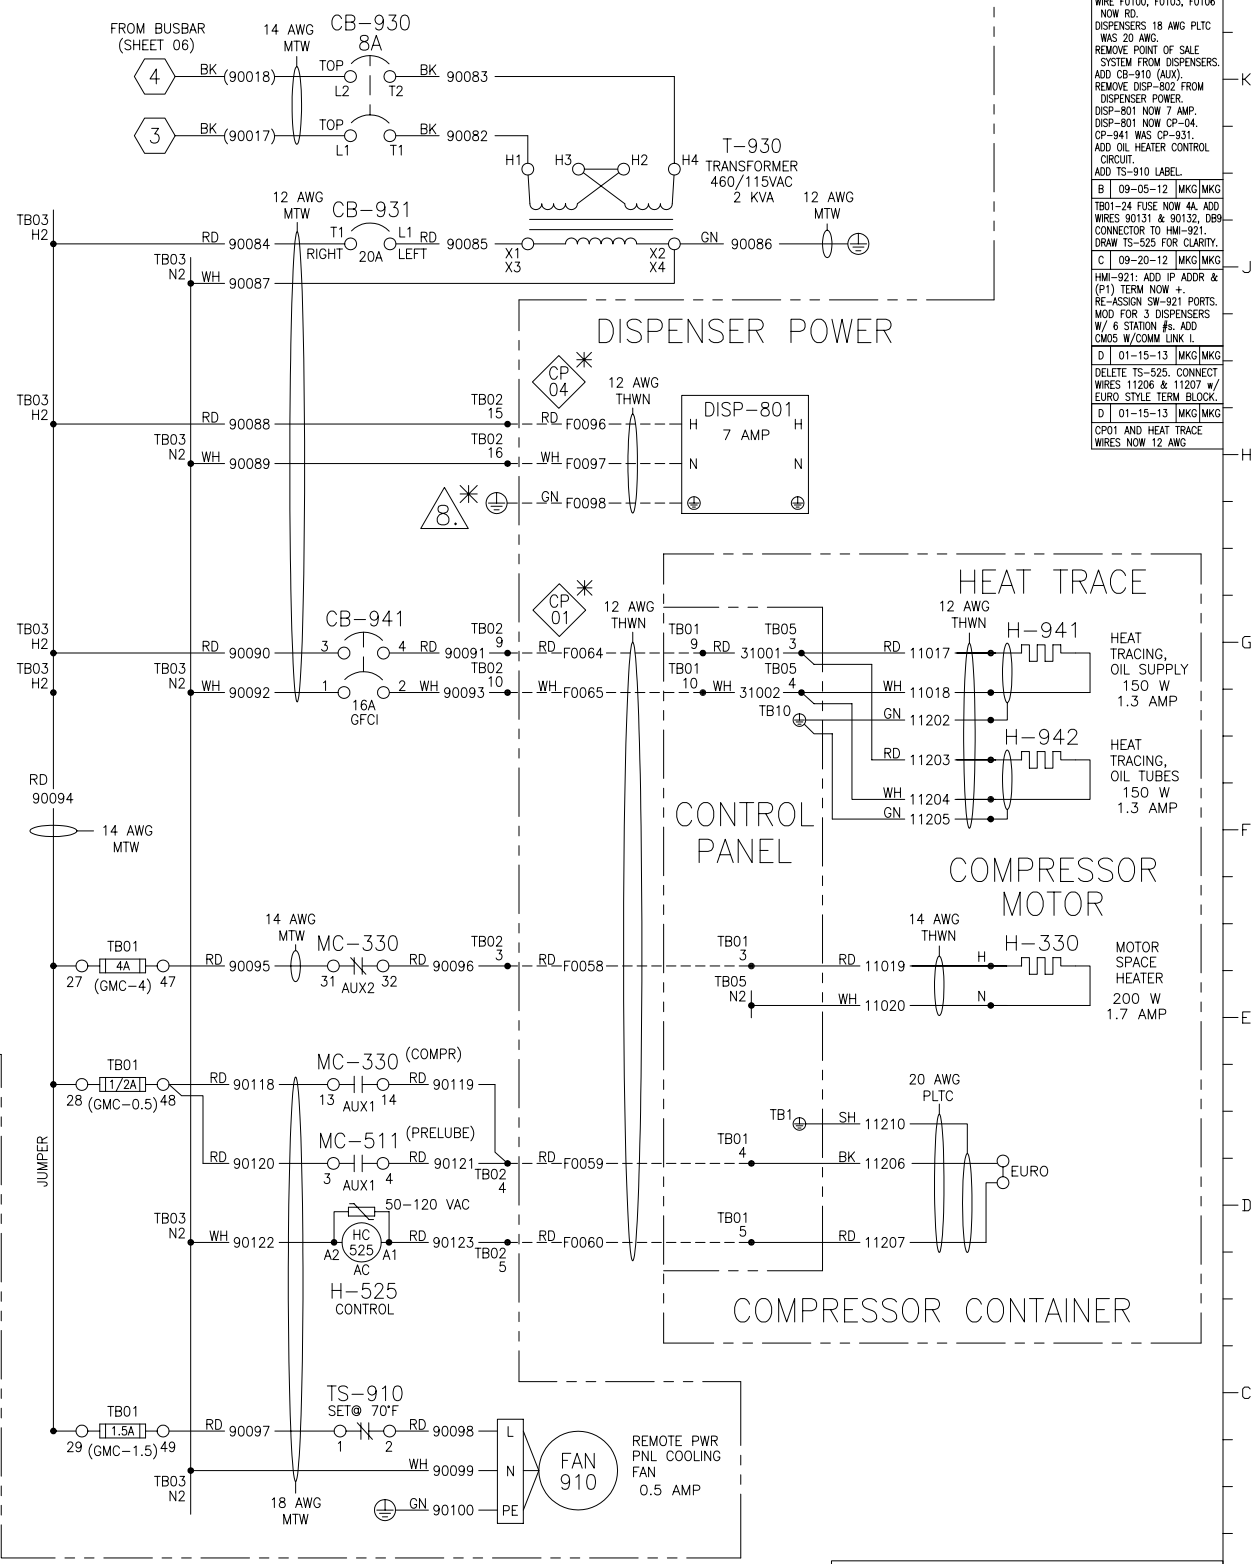 FROM BUSBAR
(SHEET 06)
14 AWG
MTW
CB-930
8A
4
BK (90018)
TOP
L2
T2
BK 90083
3
BK (90017)
TOP
L1
T1
BK 90082
H1
H3
H2
H4
T-930
TRANSFORMER
460/115VAC
2 KVA
12 AWG
MTW
TB03
H2
12 AWG
MTW
CB-931
RD 90084
T1
L1
RIGHT
20A
LEFT
RD 90085
X1
X3
X2
X4
GN 90086
TB03
N2
WH 90087
DISPENSER POWER
CP
04
*
12 AWG
THWN
TB03
H2
RD 90088
TB02
15
RD F0096
DISP-801
7 AMP
H
H
TB03
N2
WH 90089
TB02
16
WH F0097
N
N
8.
*
GN F0098
HEAT TRACE
CP
01
*
12 AWG
THWN
12 AWG
THWN
CB-941
TB03
H2
RD 90090
3
4
RD 90091
TB02
9
RD F0064
TB01
9
RD 31001
TB05
3
RD 11017
H-941
HEAT
TRACING,
OIL SUPPLY
150 W
1.3 AMP
TB03
H2
TB03
N2
WH 90092
1
2
16A
GFCI
WH 90093
TB02
10
WH F0065
TB01
10
WH 31002
TB05
4
WH 11018
TB10
GN 11202
RD 11203
H-942
HEAT
TRACING,
OIL TUBES
150 W
1.3 AMP
WH 11204
GN 11205
RD
90094
14 AWG
MTW
CONTROL
PANEL
COMPRESSOR
MOTOR
TB01
27
4A
(GMC-4)
47
RD 90095
14 AWG
MTW
MC-330
31
AUX2
32
RD 90096
TB02
3
RD F0058
TB01
3
RD 11019
14 AWG
THWN
H
H-330
MOTOR
SPACE
HEATER
200 W
1.7 AMP
TB05
N2
WH 11020
N
TB01
28
1/2A
(GMC-0.5)
48
RD 90118
MC-330
(COMPR)
13
AUX1
14
RD 90119
20 AWG
PLTC
TB1
SH 11210
JUMPER
RD 90120
MC-511
(PRELUBE)
3
AUX1
4
RD 90121
TB02
4
RD F0059
TB01
4
BK 11206
EURO
50-120 VAC
TB03
N2
WH 90122
A2
HC
525
A1
AC
H-525
CONTROL
RD 90123
TB02
5
RD F0060
TB01
5
RD 11207
COMPRESSOR CONTAINER
TB01
29
1.5A
(GMC-1.5)
49
RD 90097
TS-910
SET@ 70°F
1
2
RD 90098
L
FAN
910
REMOTE PWR
PNL COOLING
FAN
0.5 AMP
TB03
N2
WH 90099
N
18 AWG
MTW
GN 90100
PE
WIRE F0100, F0103, F0106
NOW RD.
DISPENSERS 18 AWG PLTC
WAS 20 AWG.
REMOVE POINT OF SALE
SYSTEM FROM DISPENSERS.
ADD CB-910 (AUX).
REMOVE DISP-802 FROM
DISPENSER POWER.
DISP-801 NOW 7 AMP.
DISP-801 NOW CP-04.
CP-941 WAS CP-931.
ADD OIL HEATER CONTROL
CIRCUIT.
ADD TS-910 LABEL.
B 09-05-12 MKG MKG
TB01-24 FUSE NOW 4A. ADD
WIRES 90131 & 90132, DB9
CONNECTOR TO HMI-921.
DRAW TS-525 FOR CLARITY.
C 09-20-12 MKG MKG
HMI-921: ADD IP ADDR &
(P1) TERM NOW +.
RE-ASSIGN SW-921 PORTS.
MOD FOR 3 DISPENSERS
W/ 6 STATION #s. ADD
CM05 W/COMM LINK I.
D 01-15-13 MKG MKG
DELETE TS-525. CONNECT
WIRES 11206 & 11207 w/
EURO STYLE TERM BLOCK.
D 01-15-13 MKG MKG
CP01 AND HEAT TRACE
WIRES NOW 12 AWG
K
J
H
G
F
E
D
C